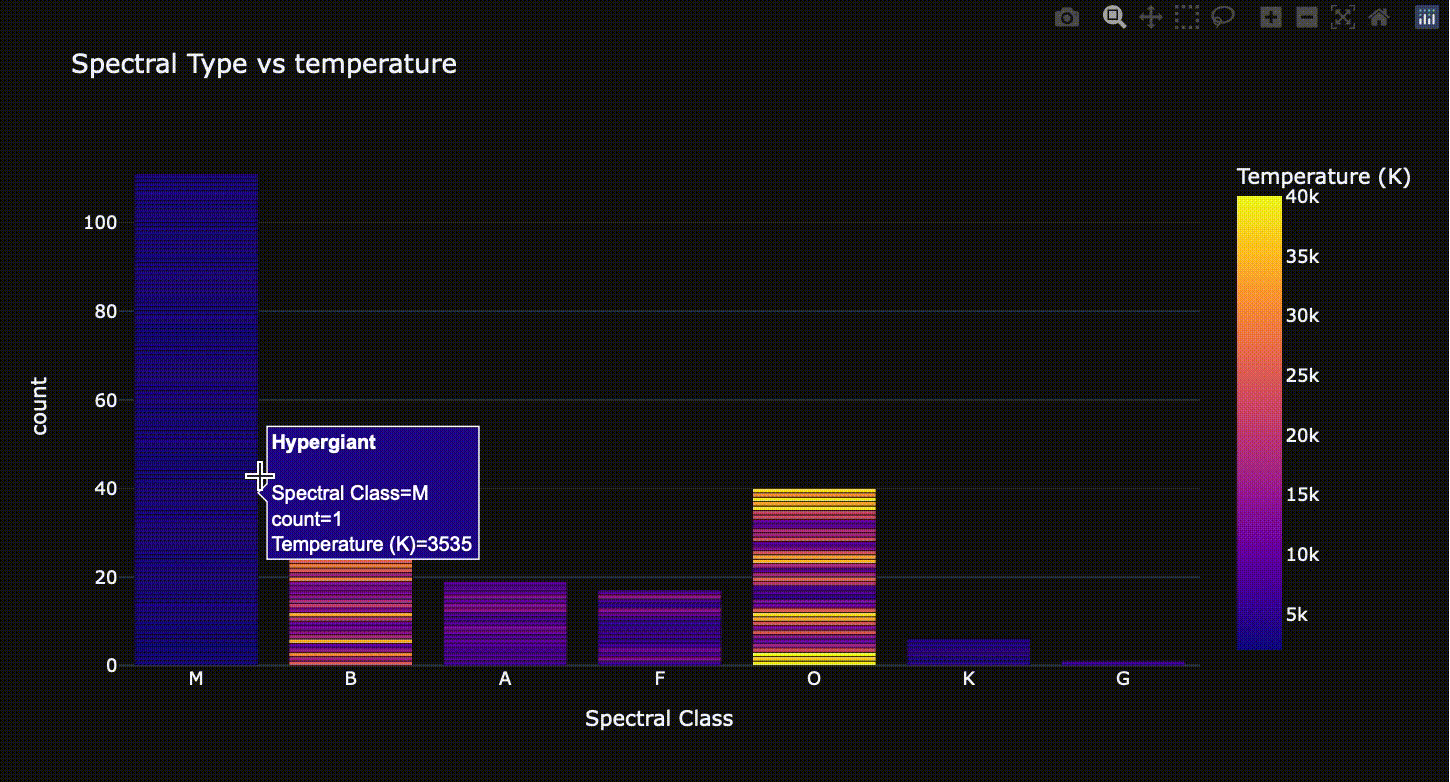 Spectral Type vs temperature
Temperature (K)
40k
35k
30k
25k
20k
15k
10k
5k
count
100
80
60
40
20
0
Hypergiant
Spectral Class=M
count=1
Temperature (K)=3535
M B A F O K G
Spectral Class